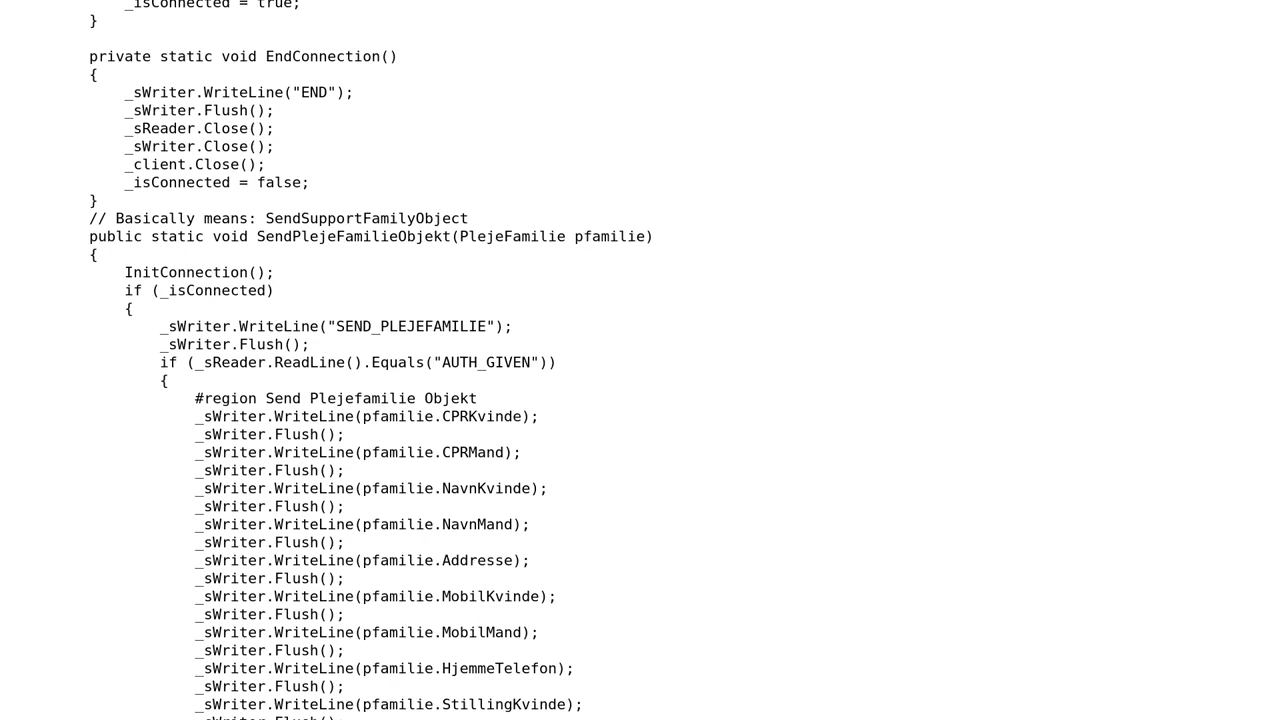 _isConnected = true;
}
private static void EndConnection()
{
_sWriter.WriteLine("END");
_sWriter.Flush();
_sReader.Close();
_sWriter.Close();
_client.Close();
_isConnected = false;
}
// Basically means: SendSupportFamilyObject
public static void SendPlejeFamilieObjekt(PlejeFamilie pfamilie)
{
InitConnection();
if (_isConnected)
{
_sWriter.WriteLine("SEND_PLEJEFAMILIE");
_sWriter.Flush();
if (_sReader.ReadLine().Equals("AUTH_GIVEN"))
{
#region Send Plejefamilie Objekt
_sWriter.WriteLine(pfamilie.CPRKvinde);
_sWriter.Flush();
_sWriter.WriteLine(pfamilie.CPRMand);
_sWriter.Flush();
_sWriter.WriteLine(pfamilie.NavnKvinde);
_sWriter.Flush();
_sWriter.WriteLine(pfamilie.NavnMand);
_sWriter.Flush();
_sWriter.WriteLine(pfamilie.Addresse);
_sWriter.Flush();
_sWriter.WriteLine(pfamilie.MobilKvinde);
_sWriter.Flush();
_sWriter.WriteLine(pfamilie.MobilMand);
_sWriter.Flush();
_sWriter.WriteLine(pfamilie.HjemmeTelefon);
_sWriter.Flush();
_sWriter.WriteLine(pfamilie.StillingKvinde);